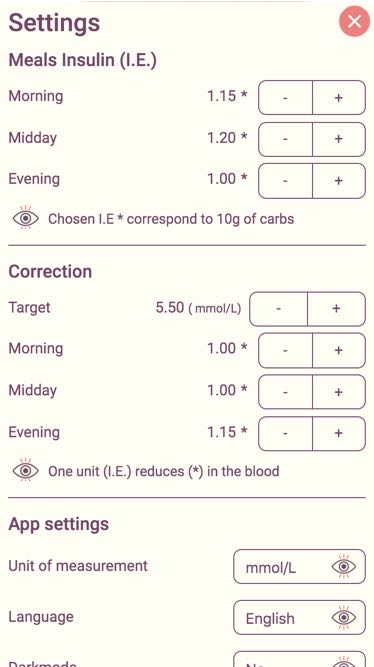 Settings
Meals Insulin (I.E.)
Morning 1.15 * - +
Midday 1.20 * - +
Evening 1.00 * - +
Chosen I.E * correspond to 10g of carbs
Correction
Target 5.50 ( mmol/L) - +
Morning 1.00 * - +
Midday 1.00 * - +
Evening 1.15 * - +
One unit (I.E.) reduces (*) in the blood
App settings
Unit of measurement mmol/L
Language English
Darkmode No